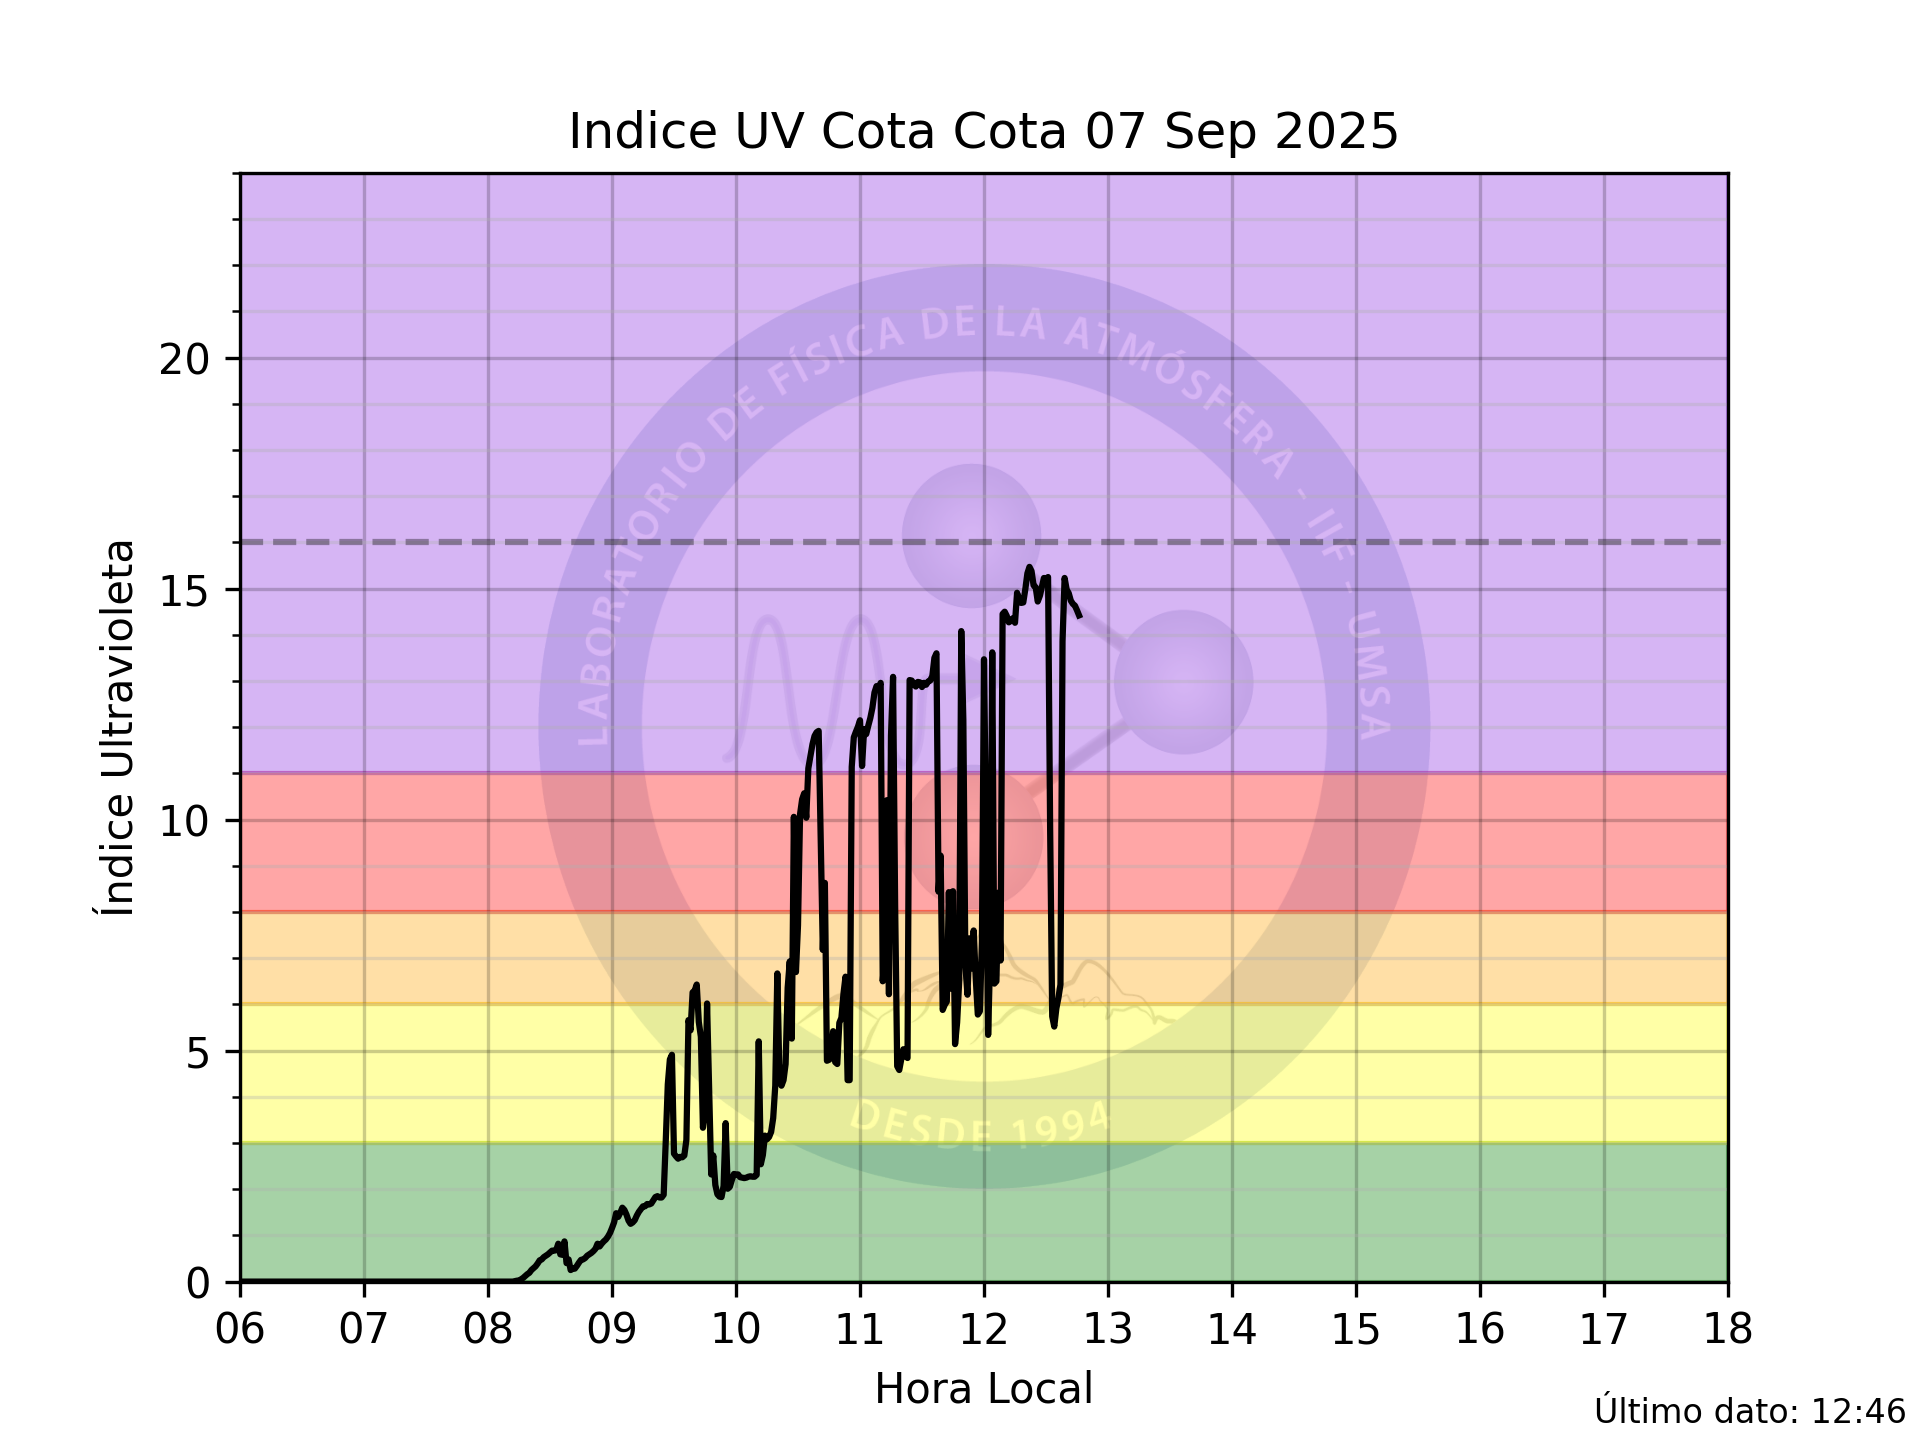 Indice UV Cota Cota 07 Sep 2025
Índice Ultravioleta
20
15
10
5
0
LABORATORIO DE FÍSICA DE LA ATMÓSFERA - IIF - UMSA
DESDE 1994
06 07 08 09 10 11 12 13 14 15 16 17 18
Hora Local
Último dato: 12:46